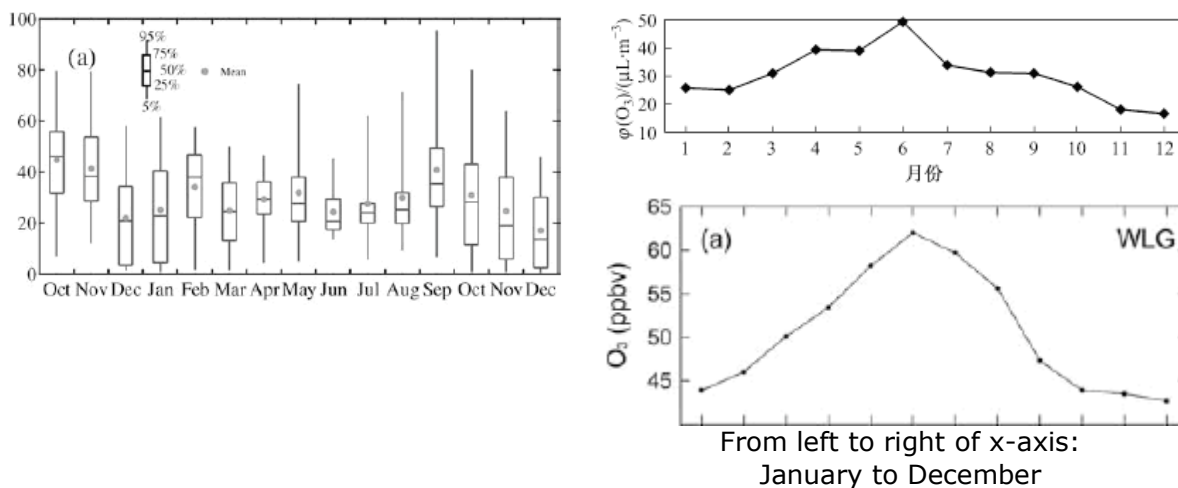 100
80
60
40
20
0
(a)
95%
75%
50%
25%
5%
Mean
Oct Nov Dec Jan Feb Mar Apr May Jun Jul Aug Sep Oct Nov Dec
φ(O₃)/(μL·m⁻³)
50
40
30
20
10
1 2 3 4 5 6 7 8 9 10 11 12
月份
O₃ (ppbv)
65
60
55
50
45
(a)
WLG
From left to right of x-axis:
January to December